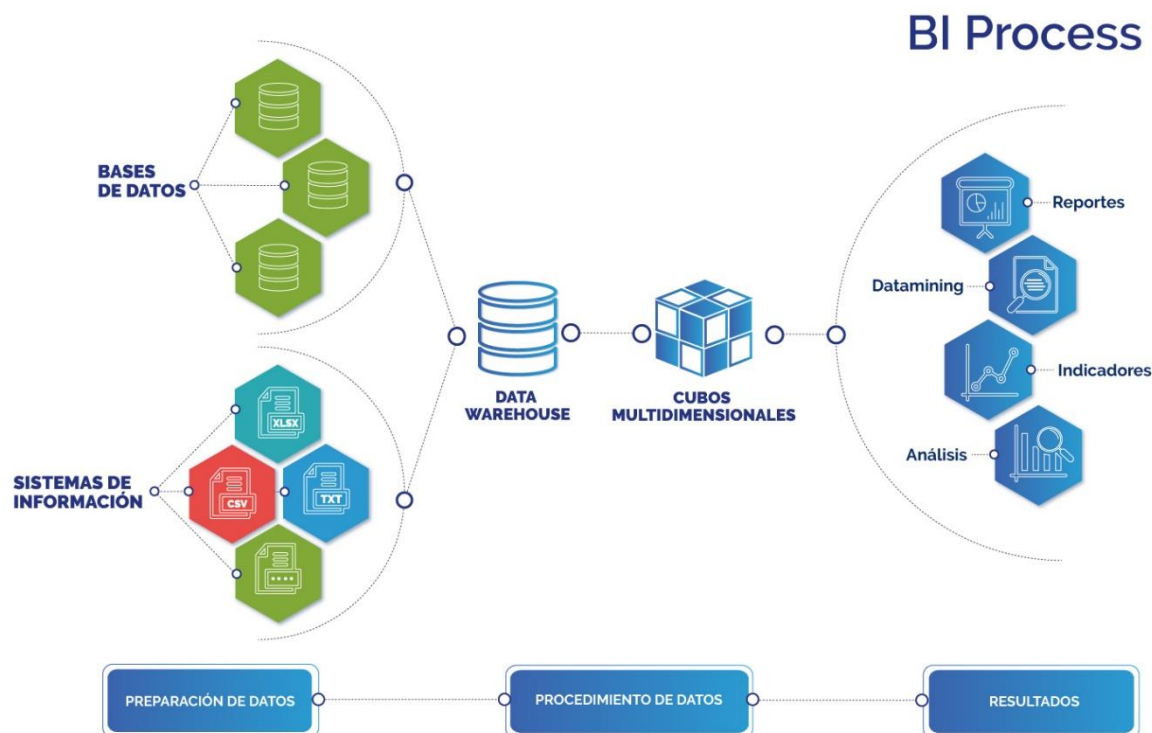 BI Process
BASES
DE DATOS
SISTEMAS DE
INFORMACIÓN
XLSX
CSV
TXT
DATA
WAREHOUSE
CUBOS
MULTIDIMENSIONALES
Reportes
Datamining
Indicadores
Análisis
PREPARACIÓN DE DATOS
PROCEDIMIENTO DE DATOS
RESULTADOS